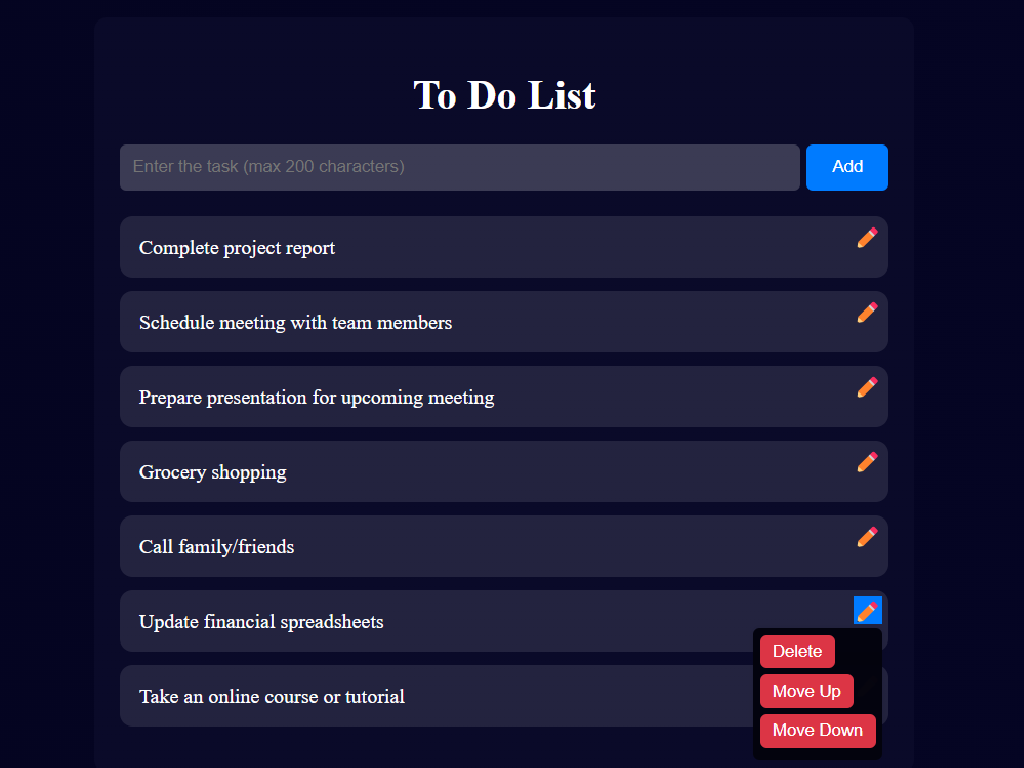 To Do List
Enter the task (max 200 characters)
Add
Complete project report
Schedule meeting with team members
Prepare presentation for upcoming meeting
Grocery shopping
Call family/friends
Update financial spreadsheets
Delete
Move Up
Take an online course or tutorial
Move Down